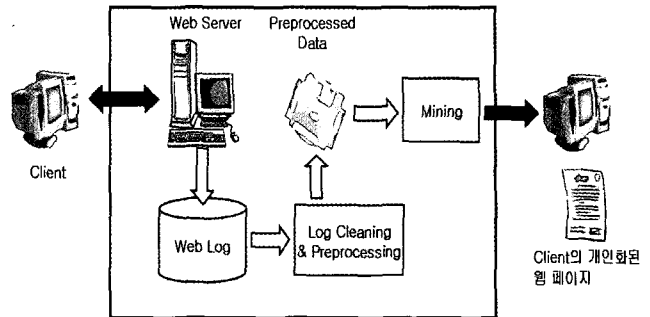 Web Server
Preprocessed
Data
Client
Mining
Web Log
Log Cleaning
& Preprocessing
Client의 개인화된
웹 페이지